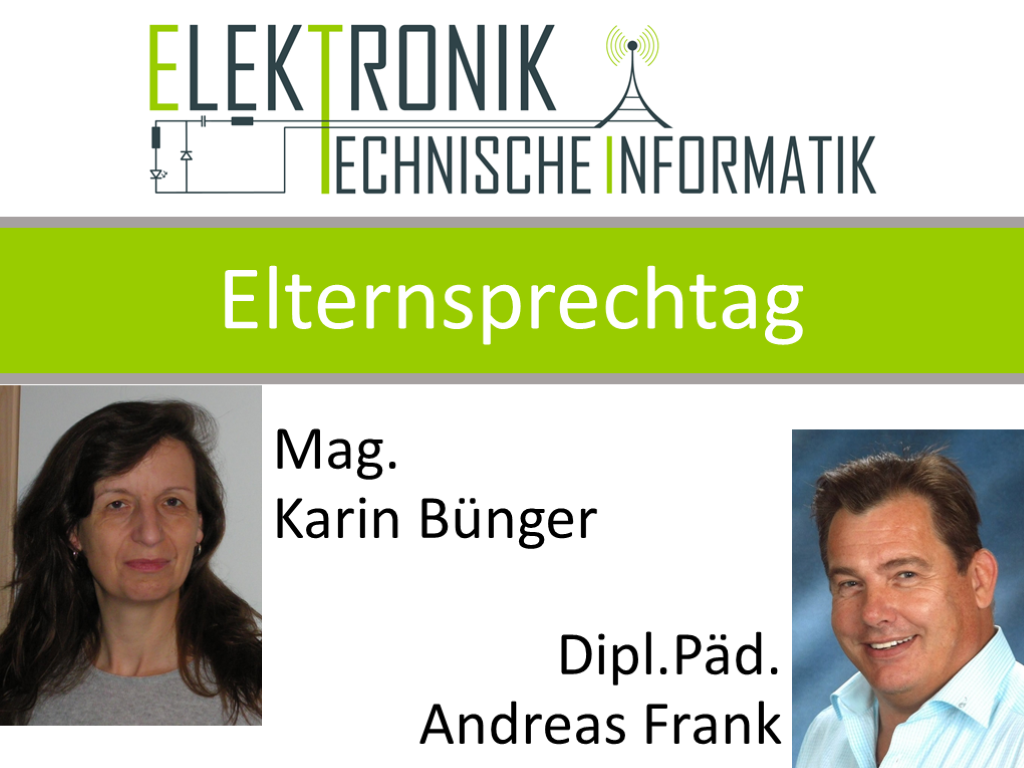 ELEKTRONIK
TECHNISCHE INFORMATIK
Elternsprechtag
Mag.
Karin Bünger
Dipl.Päd.
Andreas Frank